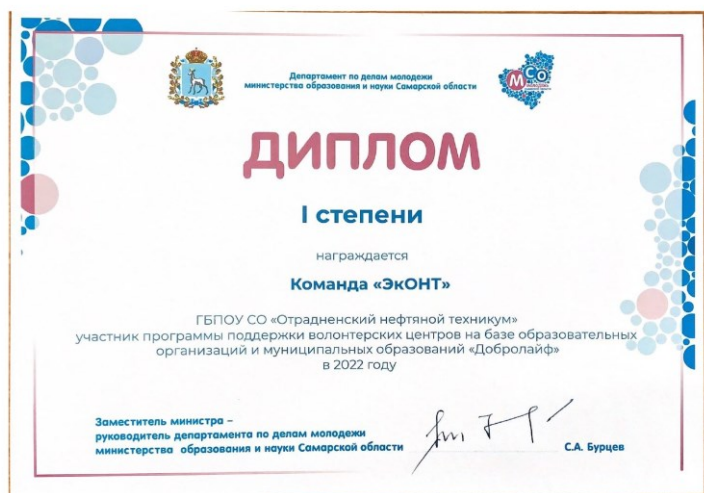 Департамент по делам молодежи
министерства образования и науки Самарской области
МСО
ДИПЛОМ
I степени
награждается
Команда «ЭкОНТ»
ГБПОУ СО «Отрадненский нефтяной техникум»
участник программы поддержки волонтерских центров на базе образовательных
организаций и муниципальных образований «Добролайф»
в 2022 году
Заместитель министра –
руководитель департамента по делам молодежи
министерства образования и науки Самарской области
С.А. Бурцев